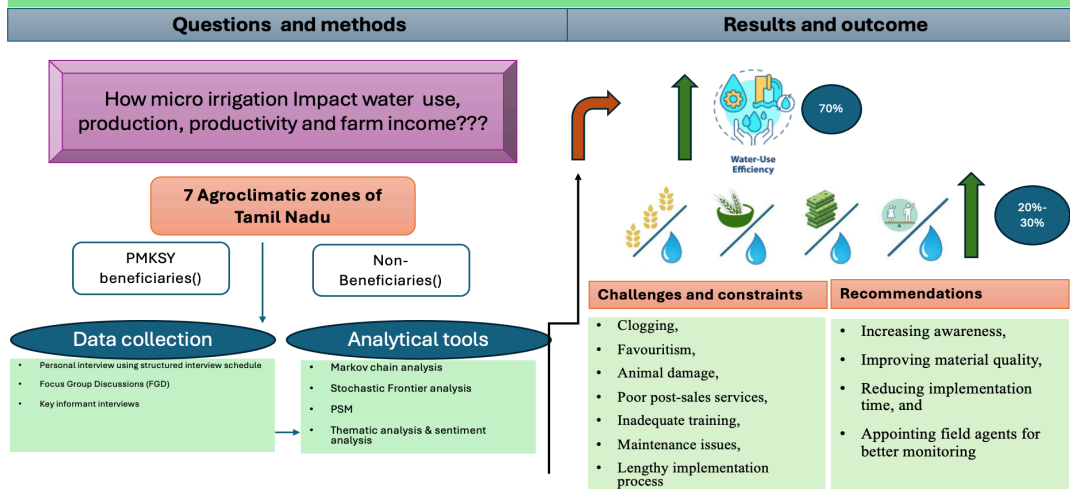 Questions and methods
Results and outcome
How micro irrigation Impact water use,
production, productivity and farm income???
7 Agroclimatic zones of
Tamil Nadu
PMKSY
beneficiaries()
Non-
Beneficiaries()
Data collection
• Personal interview using structured interview schedule
• Focus Group Discussions (FGD)
• Key informant interviews
Analytical tools
• Markov chain analysis
• Stochastic Frontier analysis
• PSM
• Thematic analysis & sentiment
analysis
Water-Use
Efficiency
70%
20%-
30%
Challenges and constraints
• Clogging,
• Favouritism,
• Animal damage,
• Poor post-sales services,
• Inadequate training,
• Maintenance issues,
• Lengthy implementation
process
Recommendations
• Increasing awareness,
• Improving material quality,
• Reducing implementation
time, and
• Appointing field agents for
better monitoring